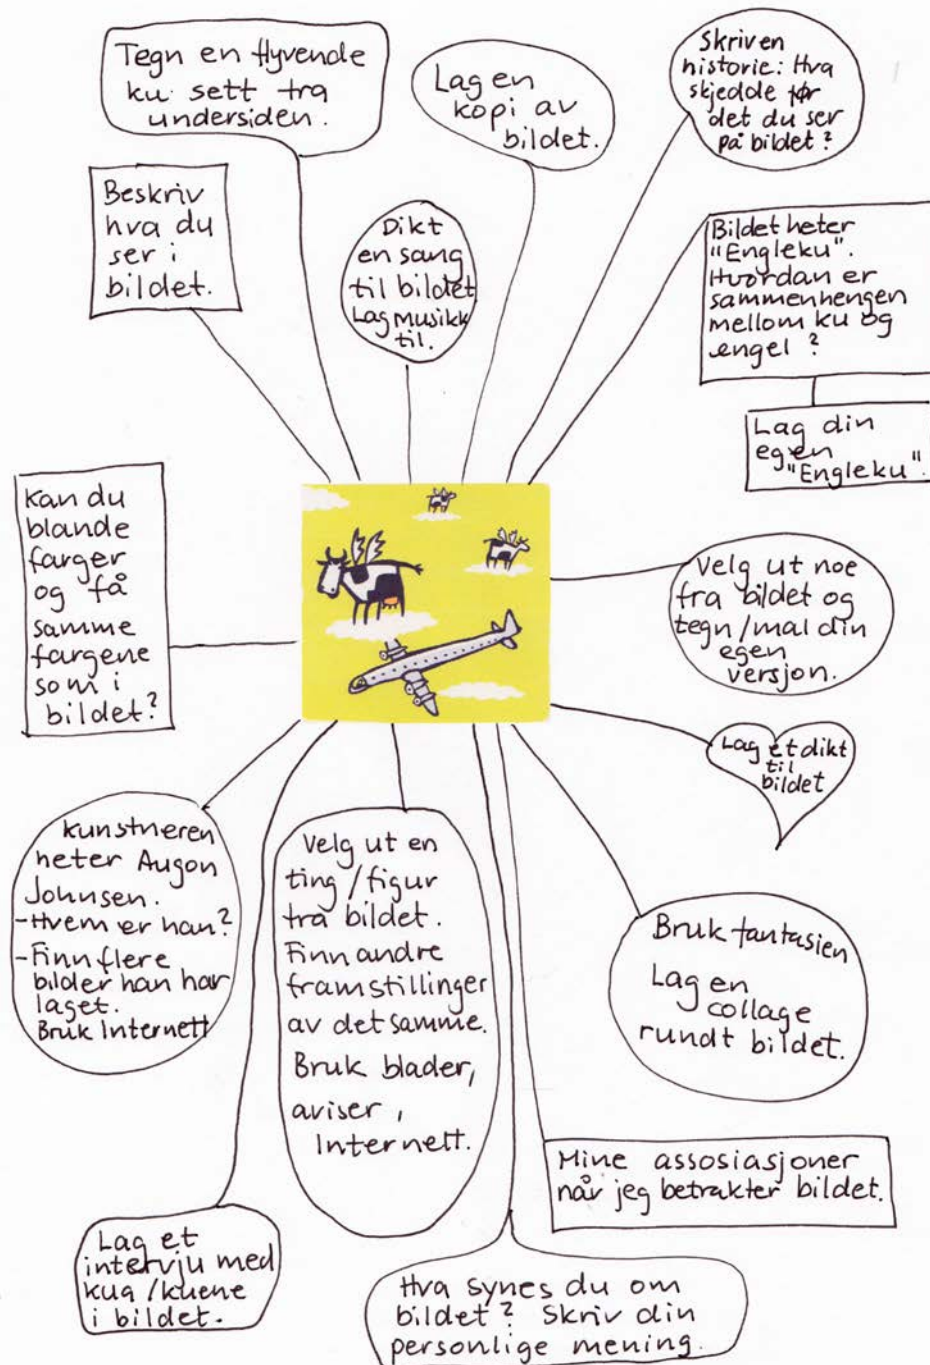 Tegn en flyvende
ku sett fra
undersiden.
Lag en
kopi av
bildet.
Skriv en
historie: Hva
skjedde før
det du ser
på bildet?
Beskriv
hva du
ser i
bildet.
Dikt
en sang
til bildet
Lag musikk
til.
Bildet heter
"Engleku".
Hvordan er
sammenhengen
mellom ku og
engel?
Lag din
egen
"Engleku".
Kan du
blande
farger
og få
samme
fargene
som i
bildet?
Velg ut noe
fra bildet og
tegn/mal din
egen
versjon.
Lag et dikt
til
bildet
Kunstneren
heter Augon
Johnsen.
-Hvem er han?
-Finn flere
bilder han har
laget.
Bruk Internett
Velg ut en
ting/figur
fra bildet.
Finn andre
framstillinger
av det samme.
Bruk blader,
aviser,
Internett.
Bruk fantasien
Lag en
collage
rundt bildet.
Mine assosiasjoner
når jeg betrakter bildet.
Lag et
intervju med
kua/kuene
i bildet.
Hva synes du om
bildet? Skriv din
personlige mening.